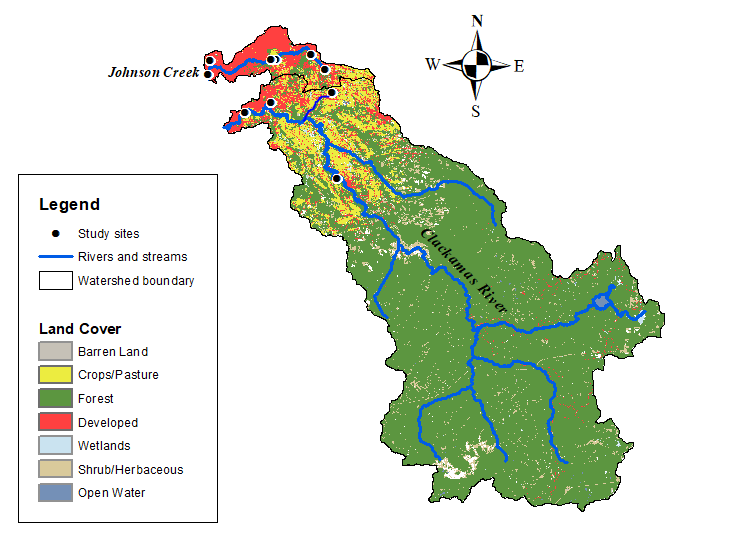 N
W E
S
Johnson Creek
Clackamas River
Legend
Study sites
Rivers and streams
Watershed boundary
Land Cover
Barren Land
Crops/Pasture
Forest
Developed
Wetlands
Shrub/Herbaceous
Open Water